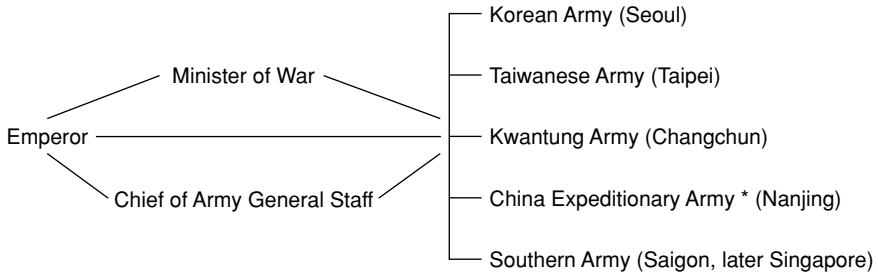 Korean Army (Seoul)
Minister of War
Taiwanese Army (Taipei)
Emperor
Kwantung Army (Changchun)
Chief of Army General Staff
China Expeditionary Army * (Nanjing)
Southern Army (Saigon, later Singapore)